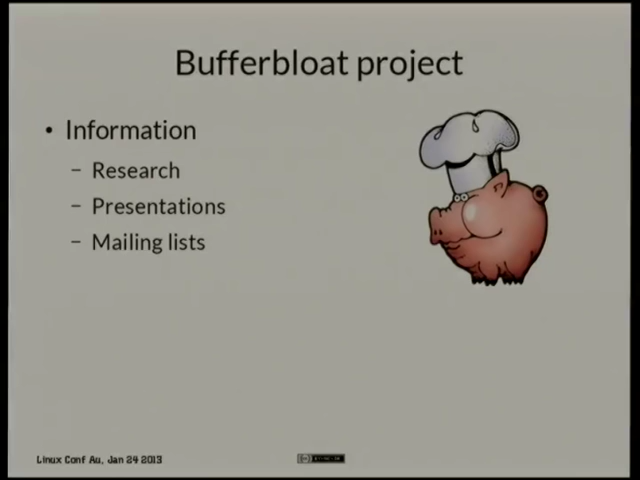 Bufferbloat project
• Information
– Research
– Presentations
– Mailing lists
Linux Conf Au, Jan 24 2013